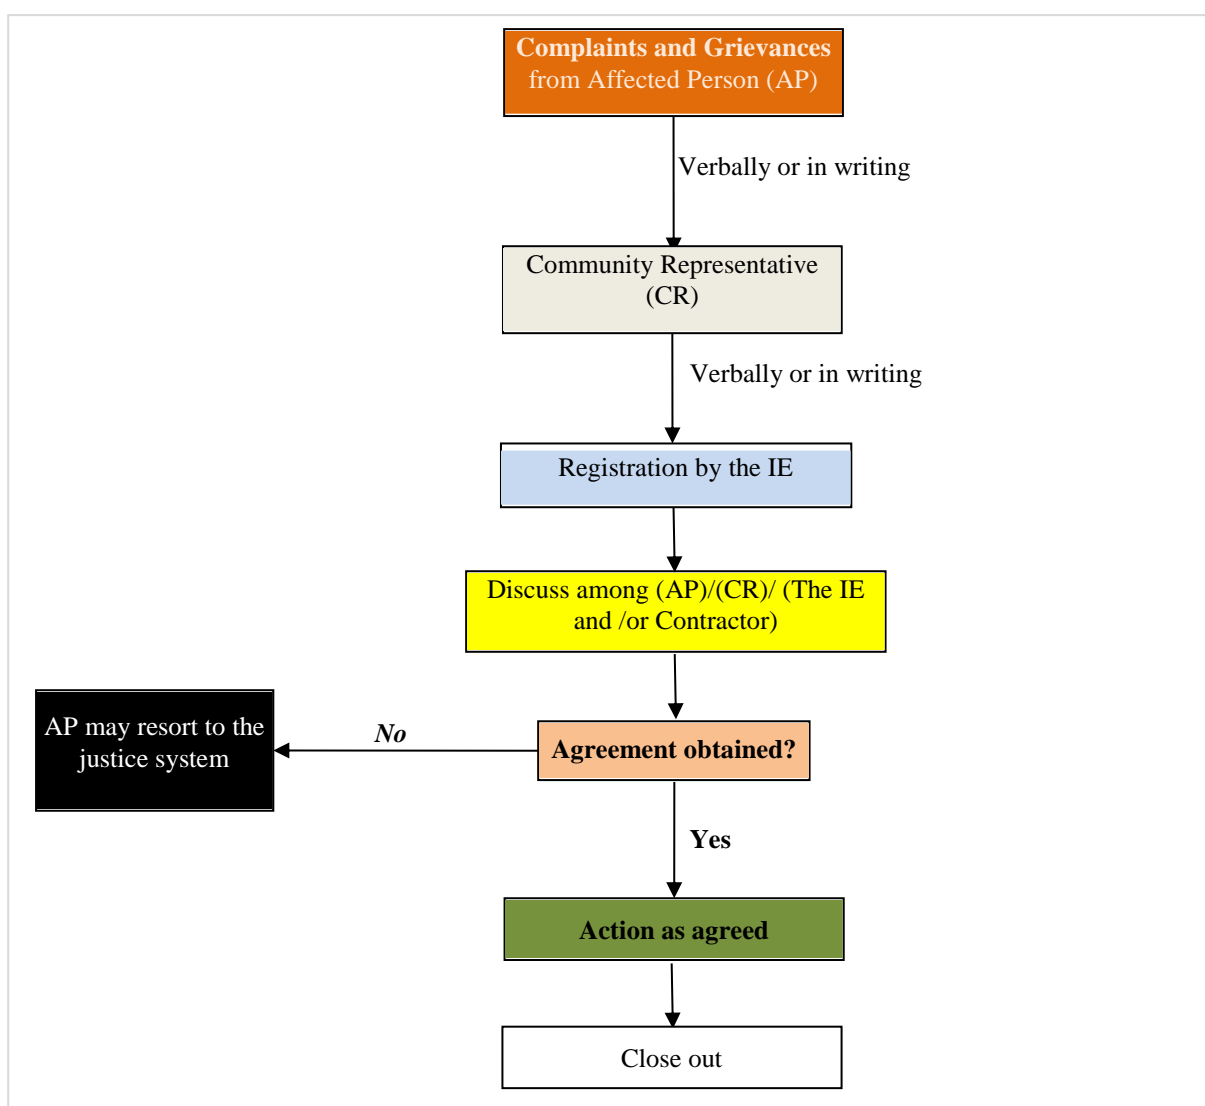 Complaints and Grievances
from Affected Person (AP)
Verbally or in writing
Community Representative
(CR)
Verbally or in writing
Registration by the IE
Discuss among (AP)/(CR)/ (The IE
and /or Contractor)
AP may resort to the
justice system
No
Agreement obtained?
Yes
Action as agreed
Close out